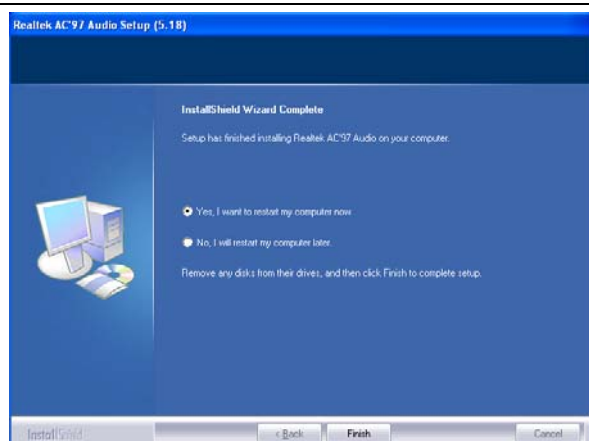 Realtek AC'97 Audio Setup (5.18)
InstallShield Wizard Complete
Setup has finished installing Realtek AC'97 Audio on your computer.
Yes, I want to restart my computer now.
No, I will restart my computer later.
Remove any disks from their drives, and then click Finish to complete setup.
InstallShield
< Back
Finish
Cancel